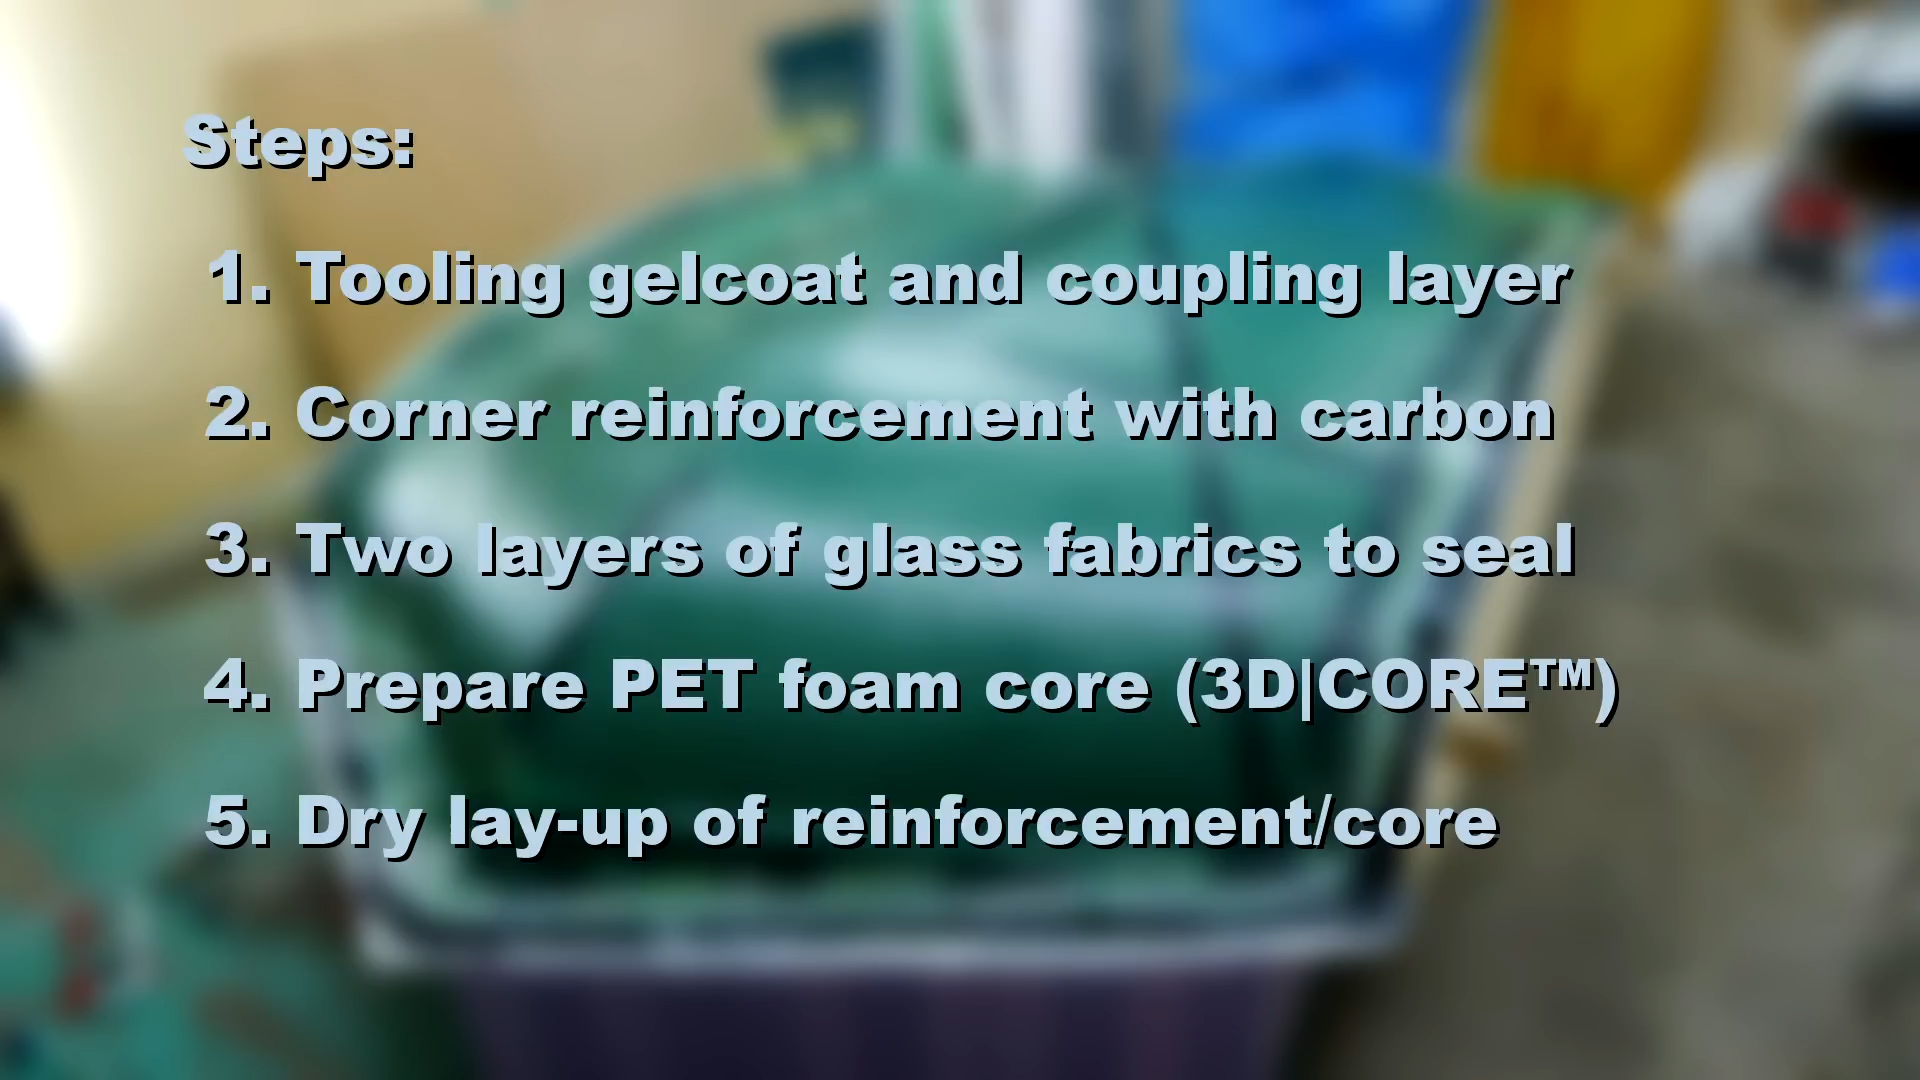 Steps:
1. Tooling gelcoat and coupling layer
2. Corner reinforcement with carbon
3. Two layers of glass fabrics to seal
4. Prepare PET foam core (3D|CORE™)
5. Dry lay-up of reinforcement/core